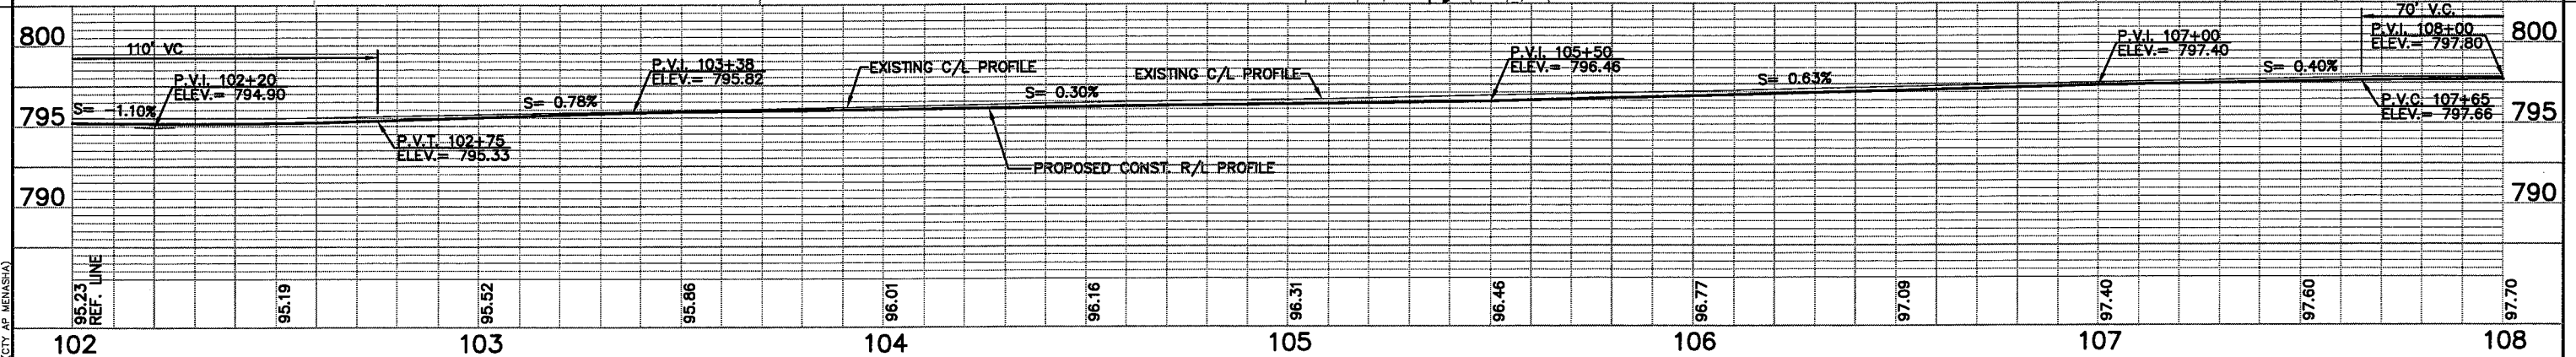 70' V.C.
800
110' VC
P.V.I. 102+20
ELEV.= 794.90
P.V.I. 103+38
ELEV.= 795.82
EXISTING C/L PROFILE
EXISTING C/L PROFILE
P.V.I. 105+50
ELEV.= 796.46
P.V.I. 107+00
ELEV.= 797.40
P.V.I. 108+00
ELEV.= 797.80
800
S= -1.10%
S= 0.78%
S= 0.30%
S= 0.63%
S= 0.40%
795
P.V.T. 102+75
ELEV.= 795.33
PROPOSED CONST. R/L PROFILE
P.V.C. 107+65
ELEV.= 797.66
795
790
790
95.23
REF. LINE
95.19
95.52
95.86
96.01
96.16
96.31
96.46
96.77
97.09
97.40
97.60
97.70
102
103
104
105
106
107
108
CTY AP MENASHA)